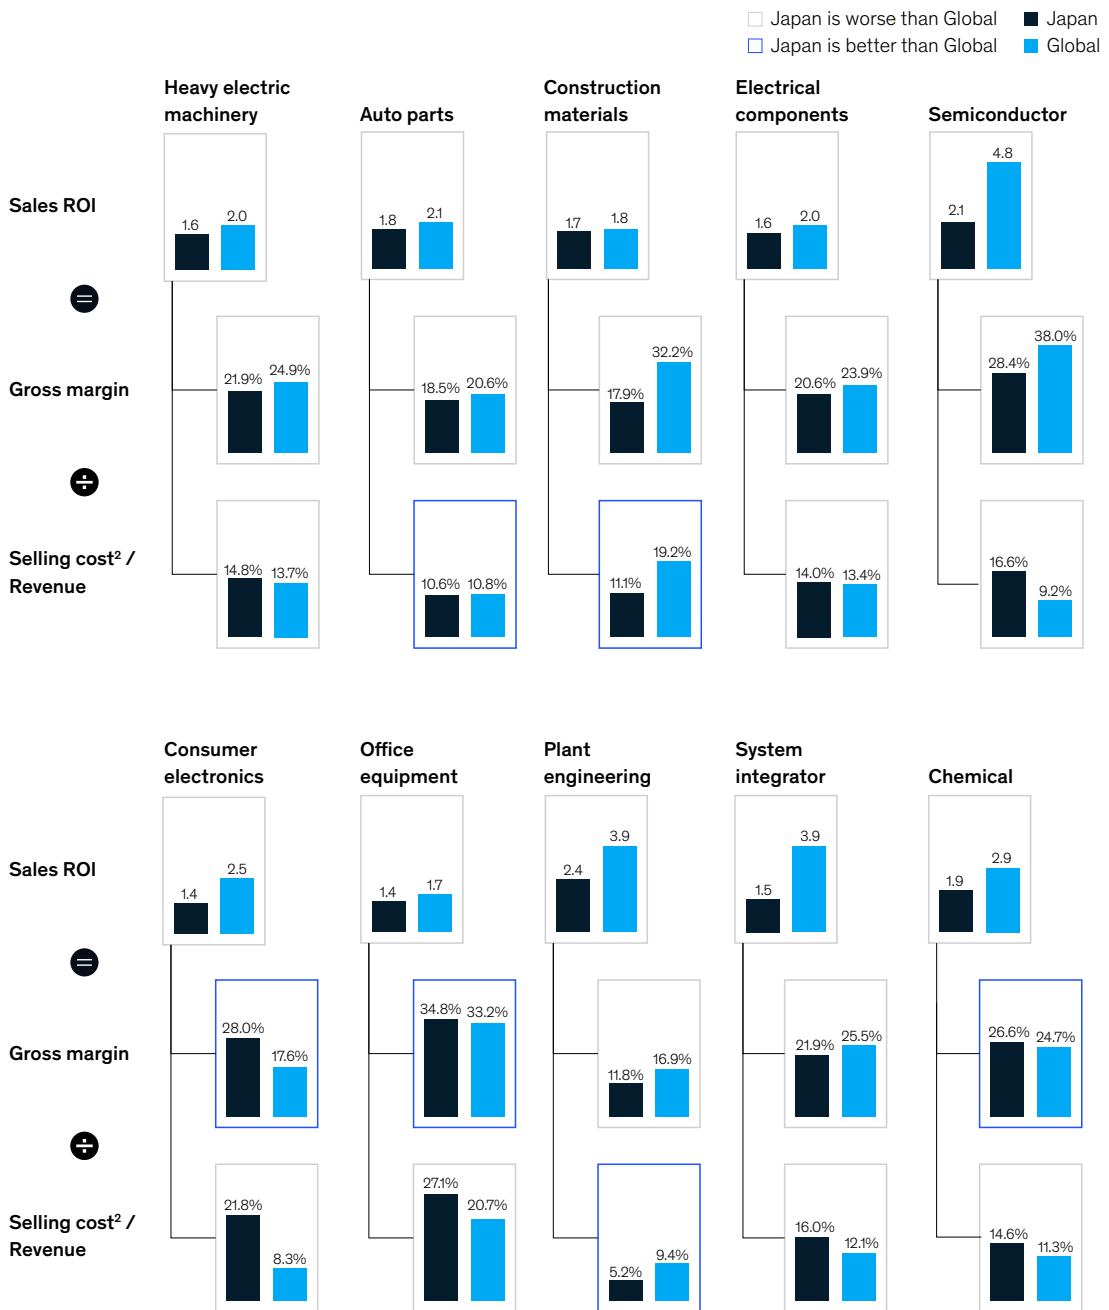 Japan is worse than Global
Japan
Japan is better than Global
Global
Heavy electric
machinery
Auto parts
Construction
materials
Electrical
components
Semiconductor
Sales ROI
1.6
2.0
1.8
2.1
1.7
1.8
1.6
2.0
2.1
4.8
=
Gross margin
21.9%
24.9%
18.5%
20.6%
17.9%
32.2%
20.6%
23.9%
28.4%
38.0%
÷
Selling cost² /
Revenue
14.8%
13.7%
10.6%
10.8%
11.1%
19.2%
14.0%
13.4%
16.6%
9.2%
Consumer
electronics
Office
equipment
Plant
engineering
System
integrator
Chemical
Sales ROI
1.4
2.5
1.4
1.7
2.4
3.9
1.5
3.9
1.9
2.9
=
Gross margin
28.0%
17.6%
34.8%
33.2%
11.8%
16.9%
21.9%
25.5%
26.6%
24.7%
÷
Selling cost² /
Revenue
21.8%
8.3%
27.1%
20.7%
5.2%
9.4%
16.0%
12.1%
14.6%
11.3%